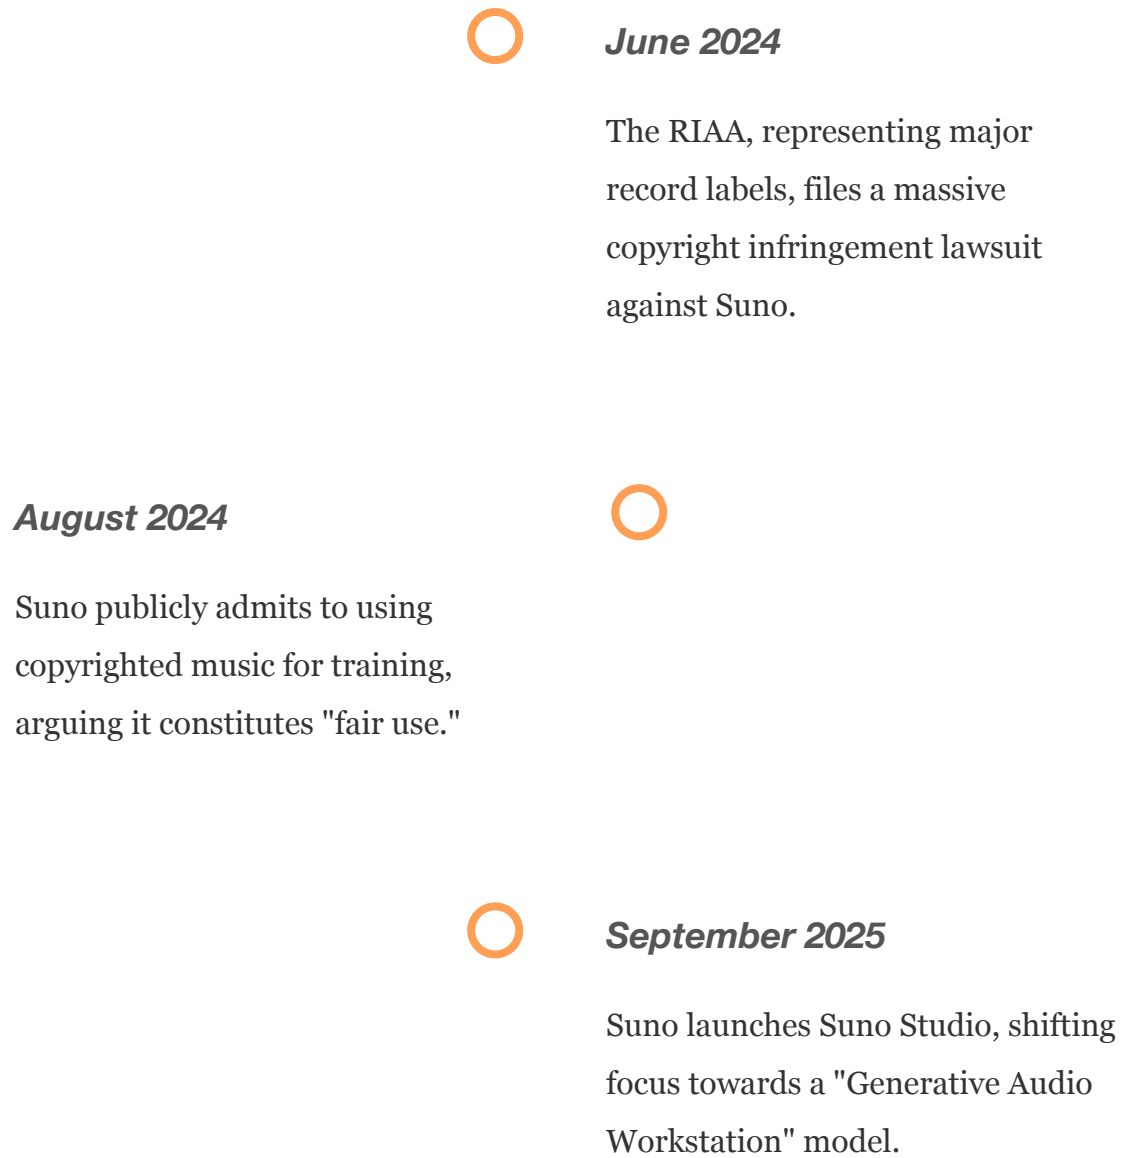 June 2024
The RIAA, representing major
record labels, files a massive
copyright infringement lawsuit
against Suno.
August 2024
Suno publicly admits to using
copyrighted music for training,
arguing it constitutes "fair use."
September 2025
Suno launches Suno Studio, shifting
focus towards a "Generative Audio
Workstation" model.